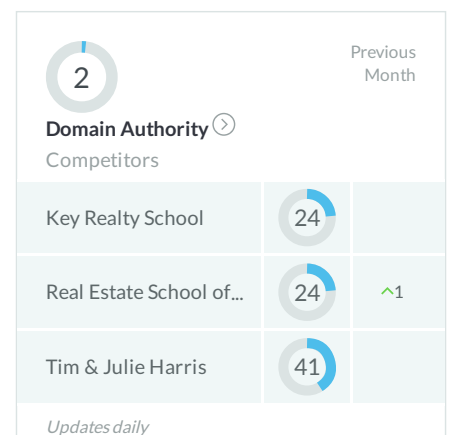 2
Previous
Month
Domain Authority
Competitors
Key Realty School 24
Real Estate School of... 24 1
Tim & Julie Harris 41
Updates daily